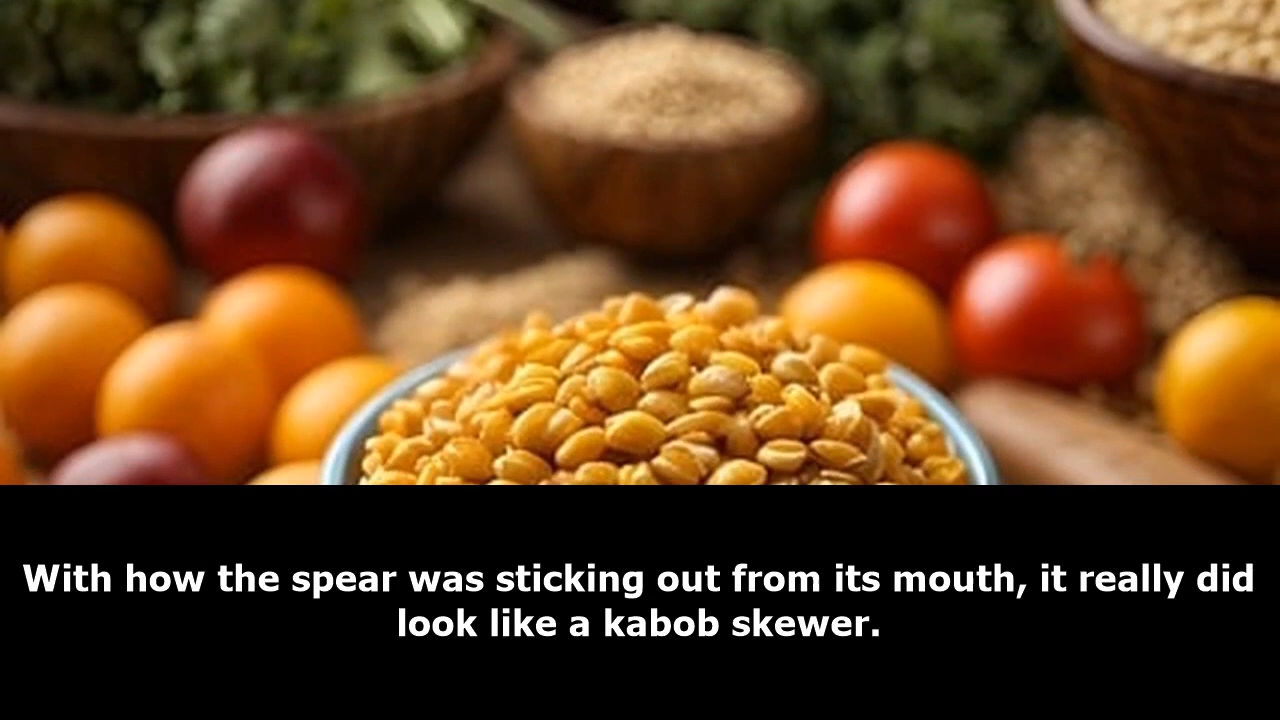 With how the spear was sticking out from its mouth, it really did
look like a kabob skewer.